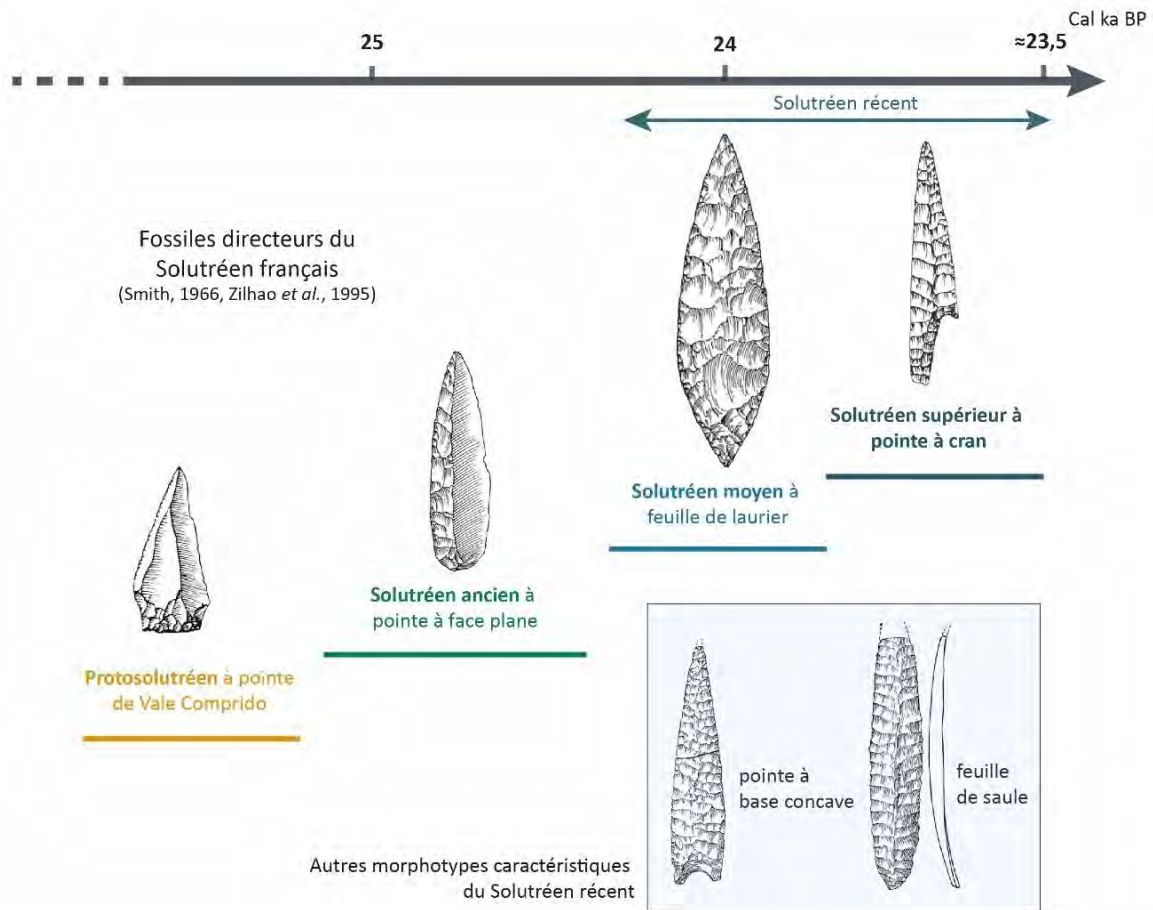 Cal ka BP
25
24
≈23,5
Solutréen récent
Fossiles directeurs du
Solutréen français
(Smith, 1966, Zilhao et al., 1995)
Solutréen supérieur à
pointe à cran
Solutréen moyen à
feuille de laurier
Solutréen ancien à
pointe à face plane
Protosolutréen à pointe
de Vale Comprido
pointe à
base concave
feuille
de saule
Autres morphotypes caractéristiques
du Solutréen récent